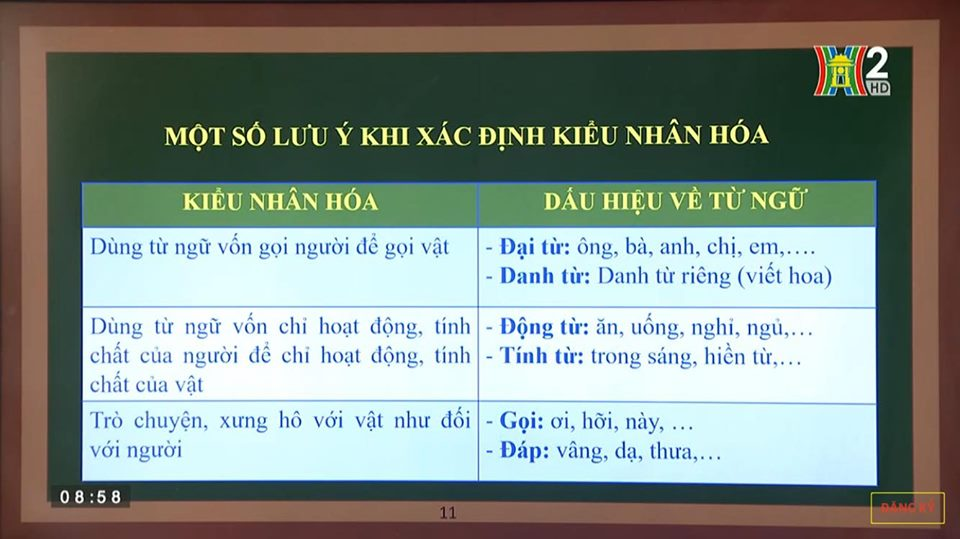 2
HD
MỘT SỐ LƯU Ý KHI XÁC ĐỊNH KIỂU NHÂN HÓA
KIỂU NHÂN HÓA
DẤU HIỆU VỀ TỪ NGỮ
Dùng từ ngữ vốn gọi người để gọi vật
- Đại từ: ông, bà, anh, chị, em,….
- Danh từ: Danh từ riêng (viết hoa)
Dùng từ ngữ vốn chỉ hoạt động, tính
chất của người để chỉ hoạt động, tính
chất của vật
- Động từ: ăn, uống, nghỉ, ngủ,…
- Tính từ: trong sáng, hiền từ,…
Trò chuyện, xưng hô với vật như đối
với người
- Gọi: ơi, hỡi, này, …
- Đáp: vâng, dạ, thưa,…
08:58
11
ĐĂNG KÝ